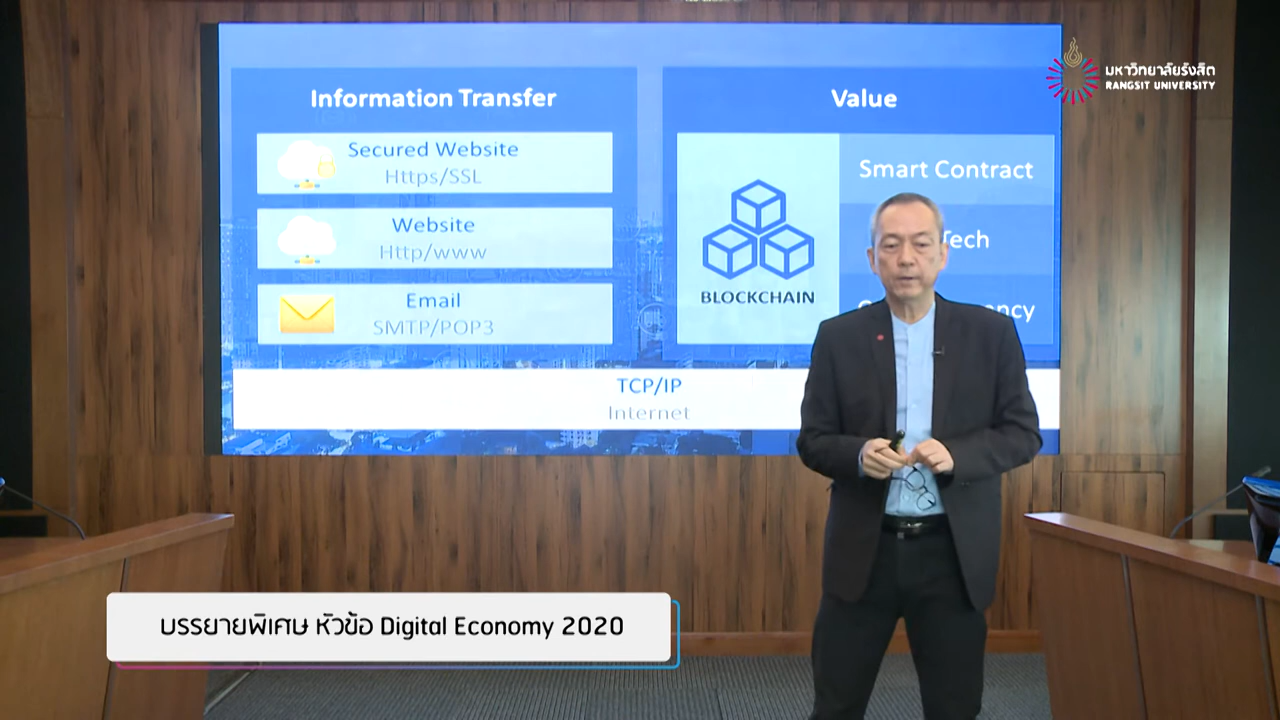 มหาวิทยาลัยรังสิต
RANGSIT UNIVERSITY
Information Transfer
Secured Website
Https/SSL
Website
Http/www
Email
SMTP/POP3
Value
BLOCKCHAIN
Smart Contract
TCP/IP
Internet
บรรยายพิเศษ หัวข้อ Digital Economy 2020